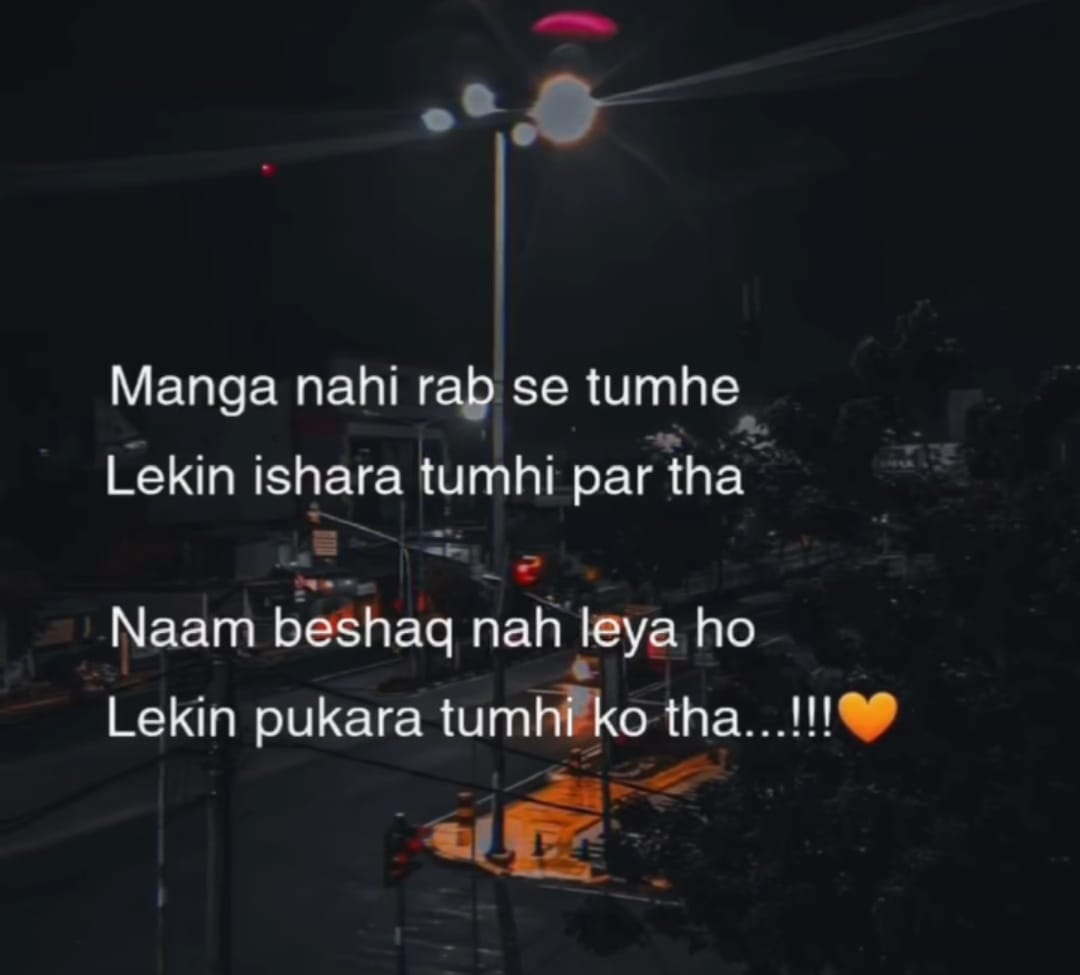 Manga nahi rab se tumhe
Lekin ishara tumhi par tha
Naam beshaq nah leya ho
Lekin pukara tumhi ko tha...!!!🧡